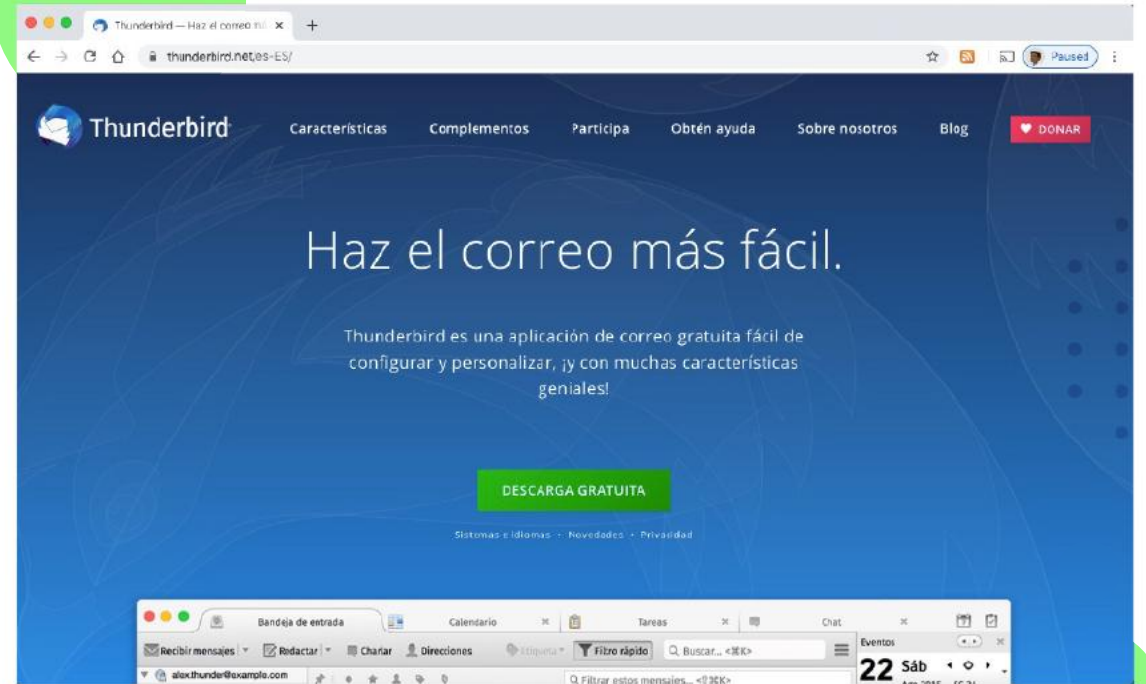 Thunderbird — Haz el correo má
thunderbird.net/es-ES/
Paused
Thunderbird
Características
Complementos
Participa
Obtén ayuda
Sobre nosotros
Blog
DONAR
Haz el correo más fácil.
Thunderbird es una aplicación de correo gratuita fácil de
configurar y personalizar, ¡y con muchas características
geniales!
DESCARGA GRATUITA
Sistemas e idiomas • Novedades • Privacidad
Bandeja de entrada
Calendario
Tareas
Chat
Recibir mensajes
Redactar
Charlar
Direcciones
Etiqueta
Filtro rápido
Buscar... <⌘K>
Eventos
alex.thunder@example.com
Filtrar estos mensajes... <⇧⌘K>
22 Sáb